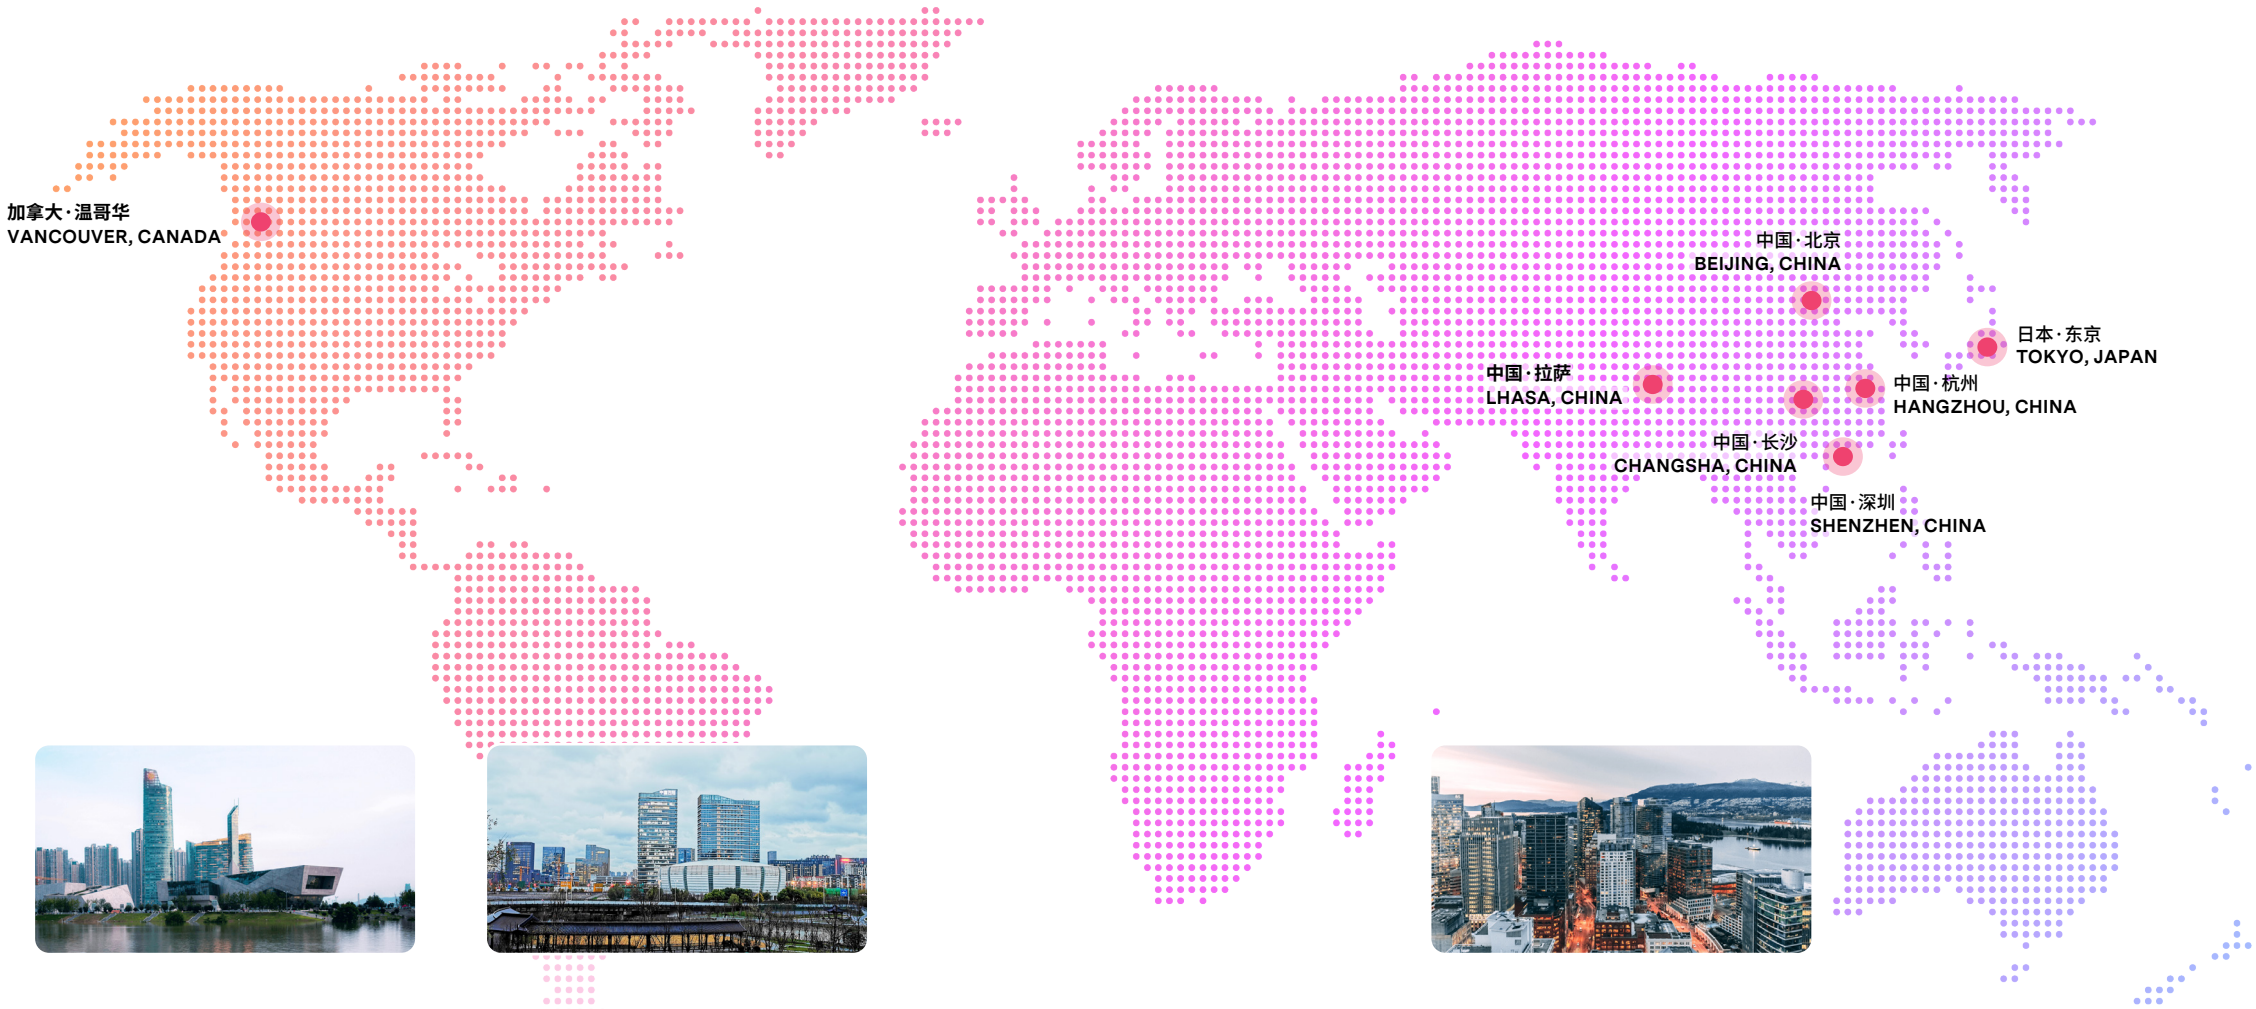 加拿大·温哥华
VANCOUVER, CANADA
中国·北京
BEIJING, CHINA
日本·东京
TOKYO, JAPAN
中国·拉萨
LHASA, CHINA
中国·杭州
HANGZHOU, CHINA
中国·长沙
CHANGSHA, CHINA
中国·深圳
SHENZHEN, CHINA